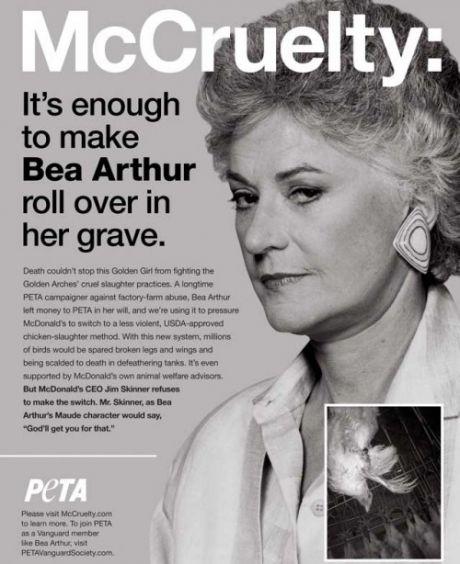 McCruelty:
It's enough
to make
Bea Arthur
roll over in
her grave.
Death couldn't stop this Golden Girl from fighting the
Golden Arches' cruel slaughter practices. A longtime
PETA campaigner against factory-farm abuse, Bea Arthur
left money to PETA in her will, and we're using it to pressure
McDonald's to switch to a less violent, USDA-approved
chicken-slaughter method. With this new system, millions
of birds would be spared broken legs and wings and
being scalded to death in defeathering tanks. It's even
supported by McDonald's own animal welfare advisors.
But McDonald's CEO Jim Skinner refuses
to make the switch. Mr. Skinner, as Bea
Arthur's Maude character would say,
"God'll get you for that."
PETA
Please visit McCruelty.com
to learn more. To join PETA
as a Vanguard member
like Bea Arthur, visit
PETAVanguardSociety.com.